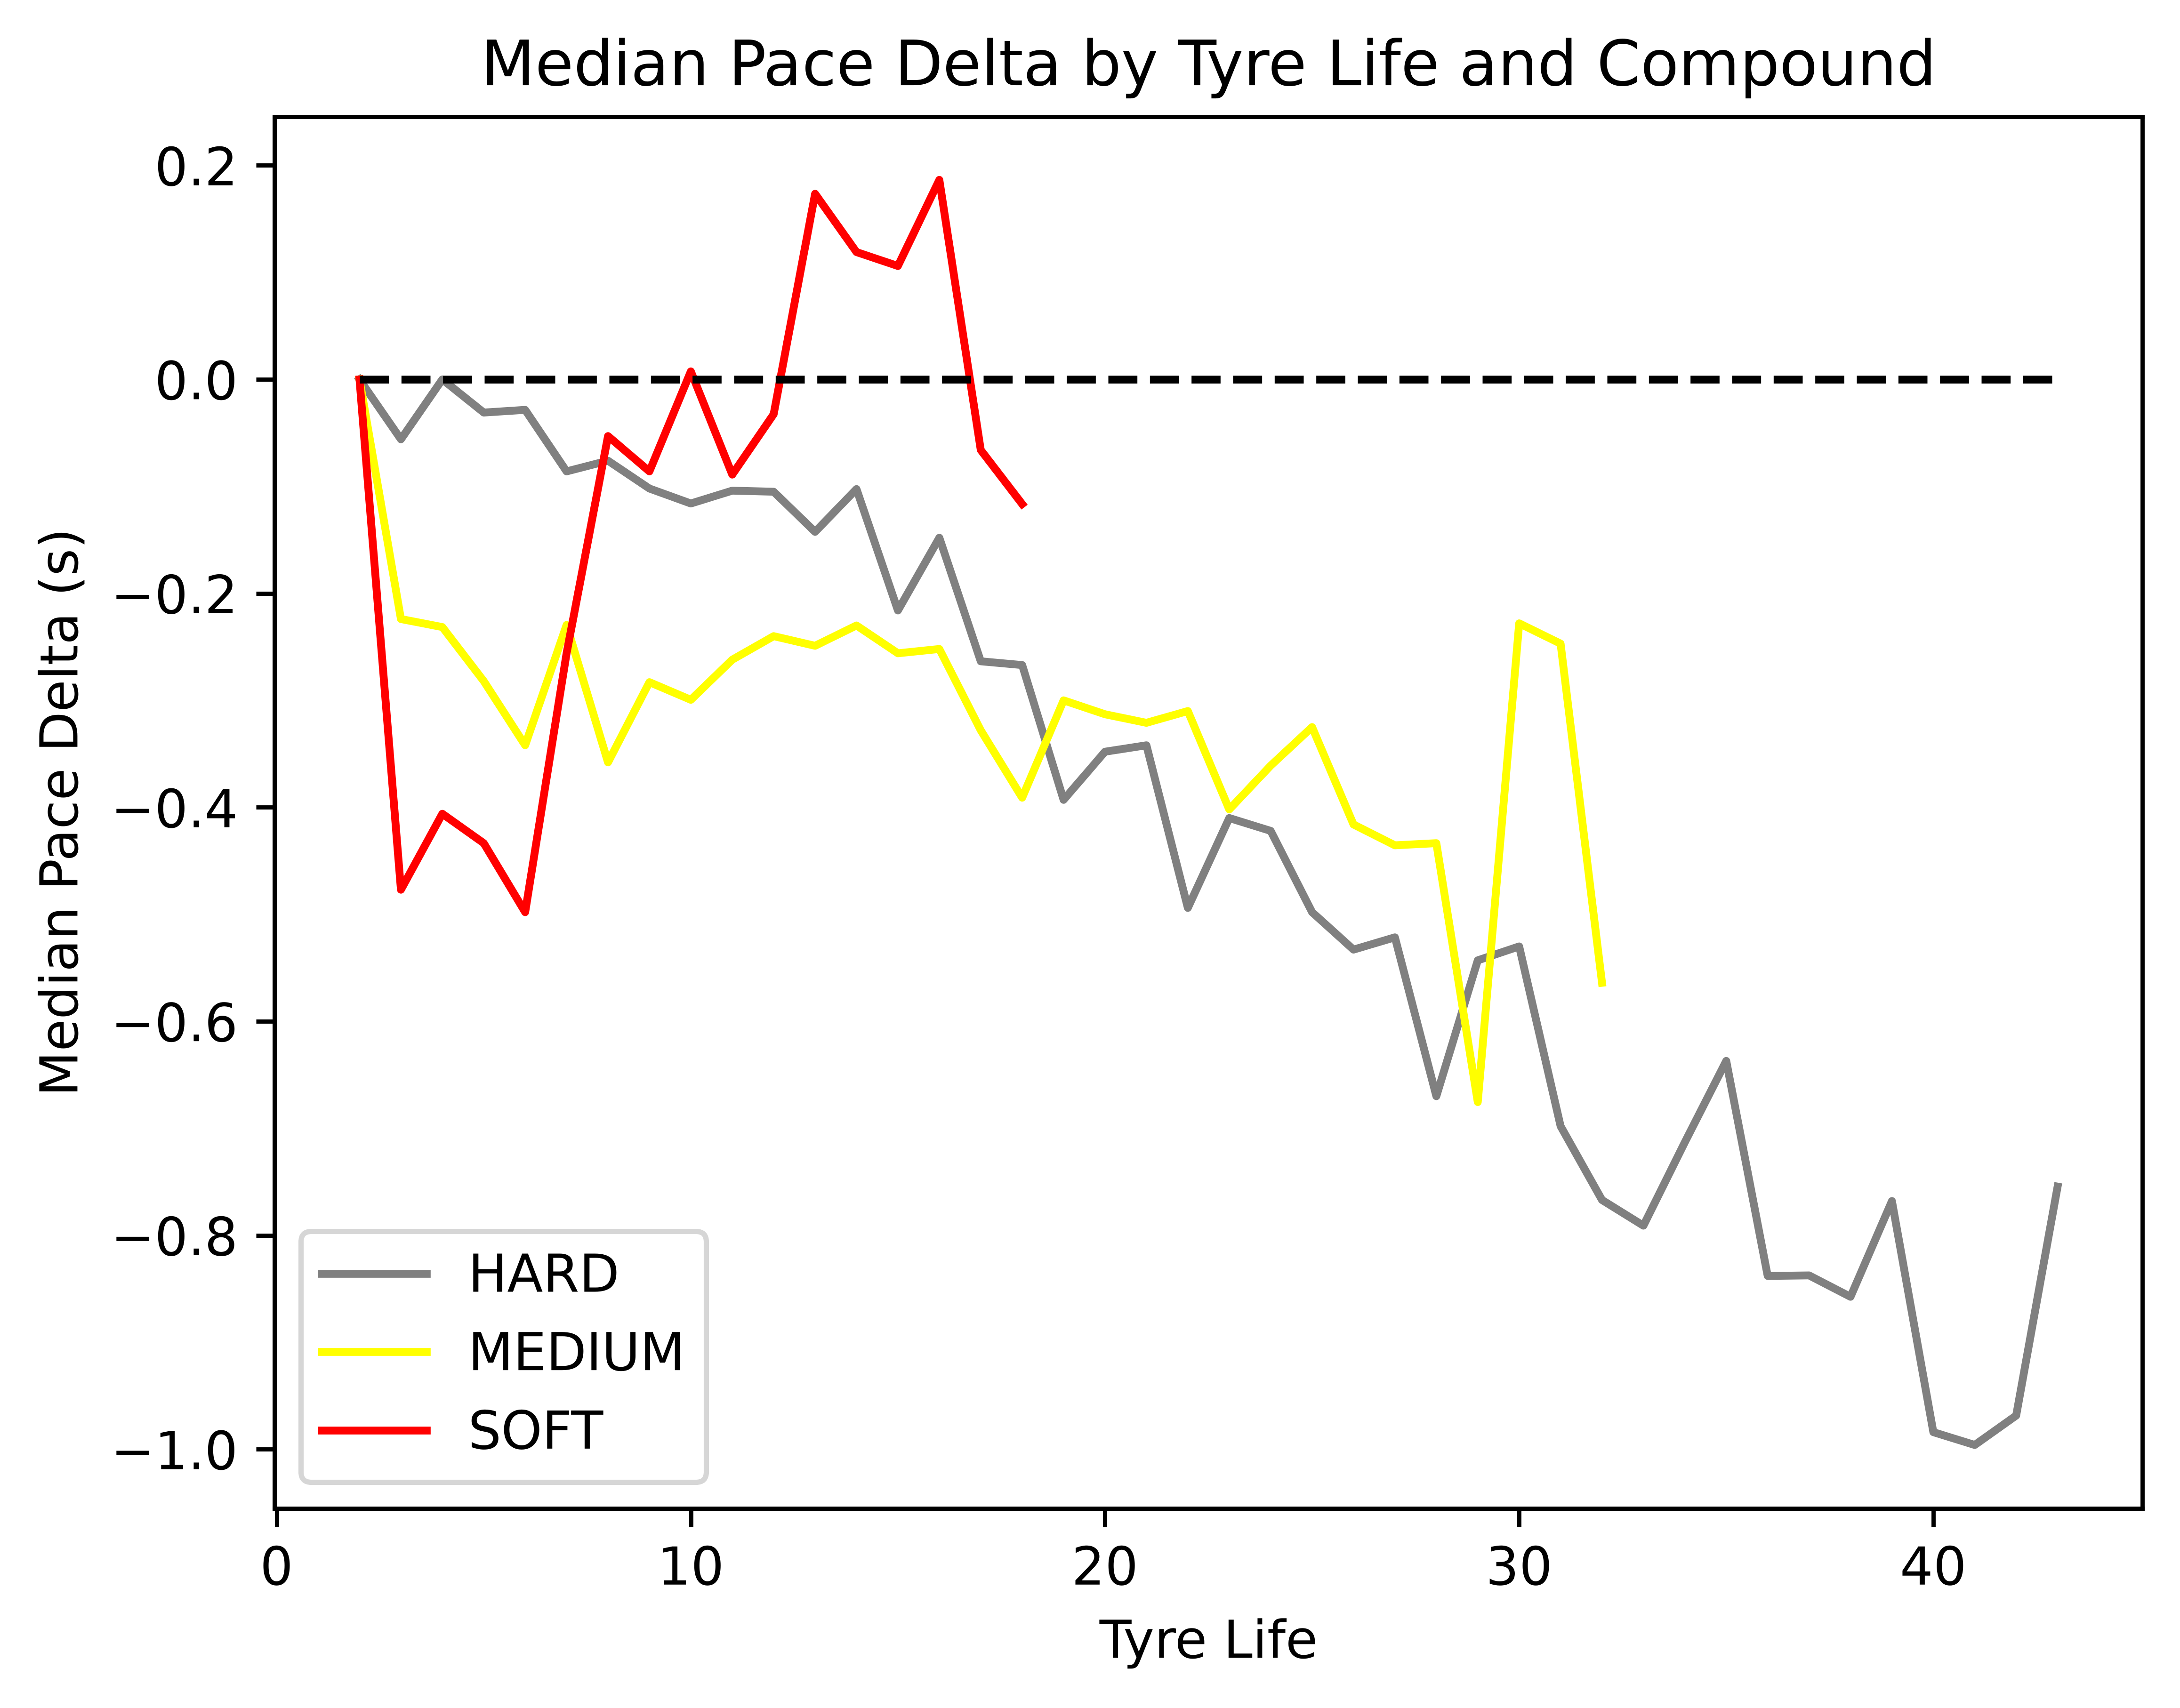 Median Pace Delta by Tyre Life and Compound
Median Pace Delta (s)
0.2
0.0
−0.2
−0.4
−0.6
−0.8
−1.0
HARD
MEDIUM
SOFT
0 10 20 30 40
Tyre Life